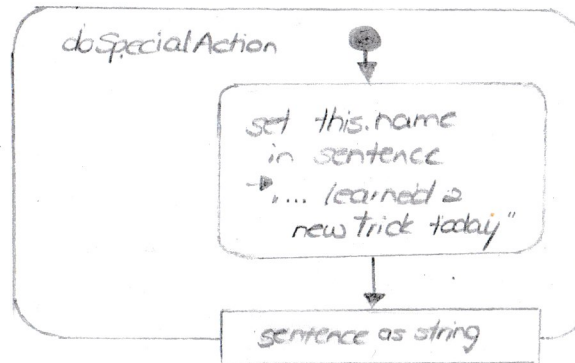 doSpecialAction
set this.name
in sentence
"... learned a
new trick today"
sentence as string